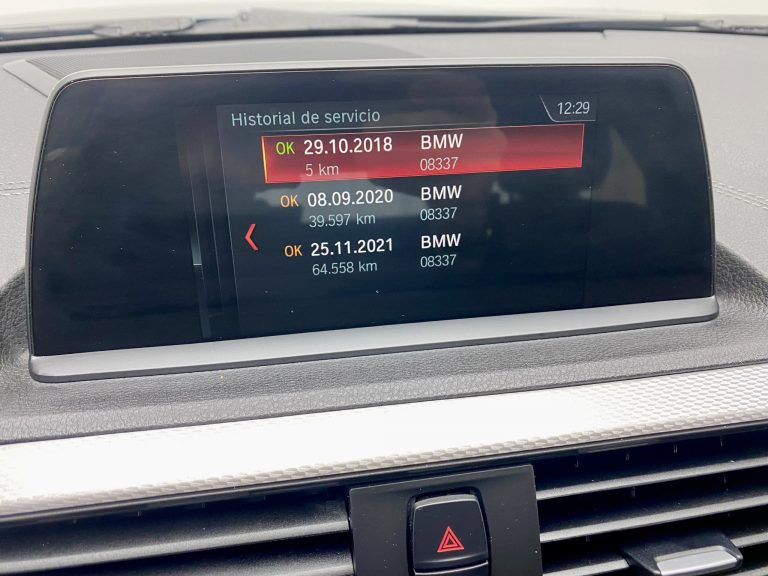 Historial de servicio 12:29
OK 29.10.2018 BMW
5 km 08337
OK 08.09.2020 BMW
39.597 km 08337
OK 25.11.2021 BMW
64.558 km 08337